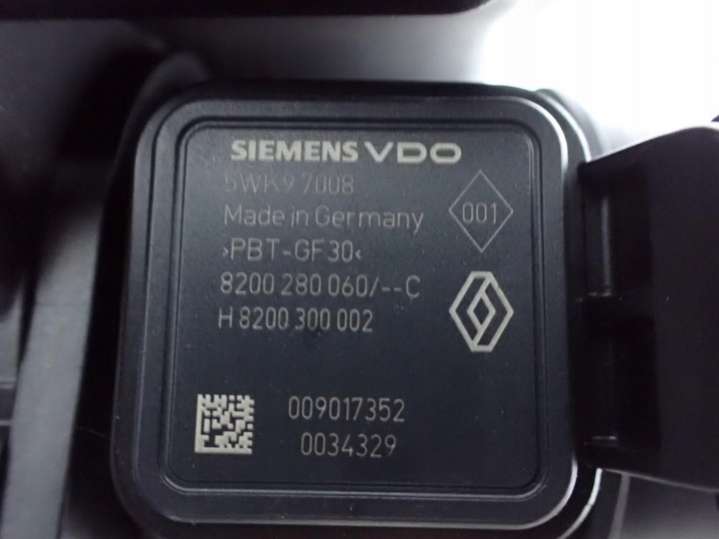 SIEMENS VDO
5WK9 7008
Made in Germany
001
>PBT-GF30<
8200 280 060/--C
H 8200 300 002
009017352
0034329